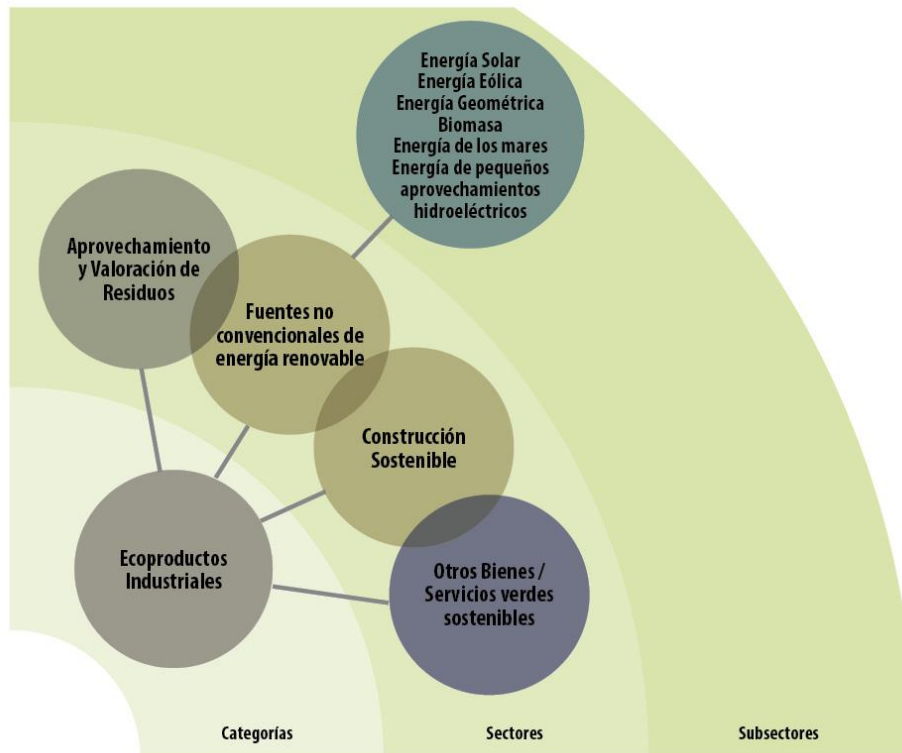 Energía Solar
Energía Eólica
Energía Geométrica
Biomasa
Energía de los mares
Energía de pequeños
aprovechamientos
hidroeléctricos
Aprovechamiento
y Valoración de
Residuos
Fuentes no
convencionales de
energía renovable
Construcción
Sostenible
Ecoproductos
Industriales
Otros Bienes /
Servicios verdes
sostenibles
Categorías
Sectores
Subsectores